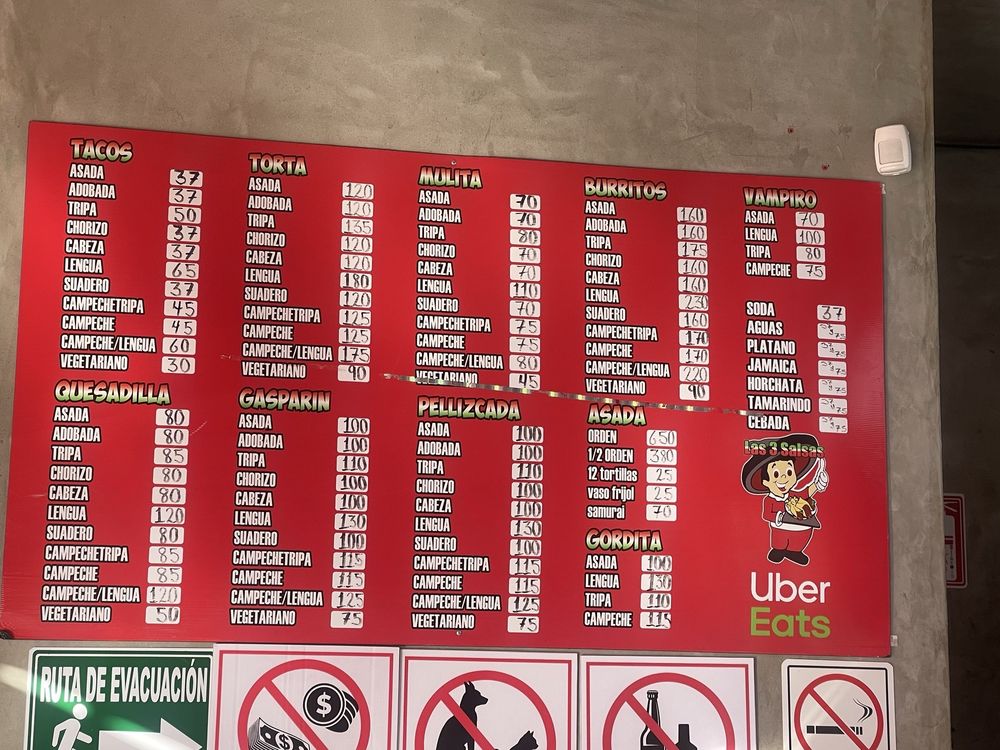 TACOS
ASADA 37
ADOBADA 37
TRIPA 50
CHORIZO 37
CABEZA 37
LENGUA 65
SUADERO 37
CAMPECHETRIPA 45
CAMPECHE 45
CAMPECHE/LENGUA 60
VEGETARIANO 30
QUESADILLA
ASADA 80
ADOBADA 80
TRIPA 85
CHORIZO 80
CABEZA 80
LENGUA 120
SUADERO 80
CAMPECHETRIPA 85
CAMPECHE 85
CAMPECHE/LENGUA 120
VEGETARIANO 50
TORTA
ASADA 120
ADOBADA 120
TRIPA 135
CHORIZO 120
CABEZA 120
LENGUA 180
SUADERO 120
CAMPECHETRIPA 125
CAMPECHE 125
CAMPECHE/LENGUA 175
VEGETARIANO 90
GASPARIN
ASADA 100
ADOBADA 100
TRIPA 110
CHORIZO 100
CABEZA 100
LENGUA 130
SUADERO 100
CAMPECHETRIPA 115
CAMPECHE 115
CAMPECHE/LENGUA 125
VEGETARIANO 75
MULITA
ASADA 70
ADOBADA 70
TRIPA 80
CHORIZO 70
CABEZA 70
LENGUA 110
SUADERO 70
CAMPECHETRIPA 75
CAMPECHE 75
CAMPECHE/LENGUA 80
VEGETARIANO 45
PELLIZCADA
ASADA 100
ADOBADA 100
TRIPA 110
CHORIZO 100
CABEZA 100
LENGUA 130
SUADERO 100
CAMPECHETRIPA 115
CAMPECHE 115
CAMPECHE/LENGUA 125
VEGETARIANO 75
BURRITOS
ASADA 160
ADOBADA 160
TRIPA 175
CHORIZO 160
CABEZA 160
LENGUA 230
SUADERO 160
CAMPECHETRIPA 170
CAMPECHE 170
CAMPECHE/LENGUA 220
VEGETARIANO 90
ASADA
ORDEN 650
1/2 ORDEN 380
12 tortillas 25
vaso frijol 25
samurai 70
GORDITA
ASADA 100
LENGUA
TRIPA 110
CAMPECHE 115
VAMPIRO
ASADA 70
LENGUA 100
TRIPA 80
CAMPECHE 75
SODA 37
AGUAS
PLATANO
JAMAICA
HORCHATA
TAMARINDO
CEBADA
Las 3 Salsas
Uber
Eats
RUTA DE EVACUACIÓN
$
$